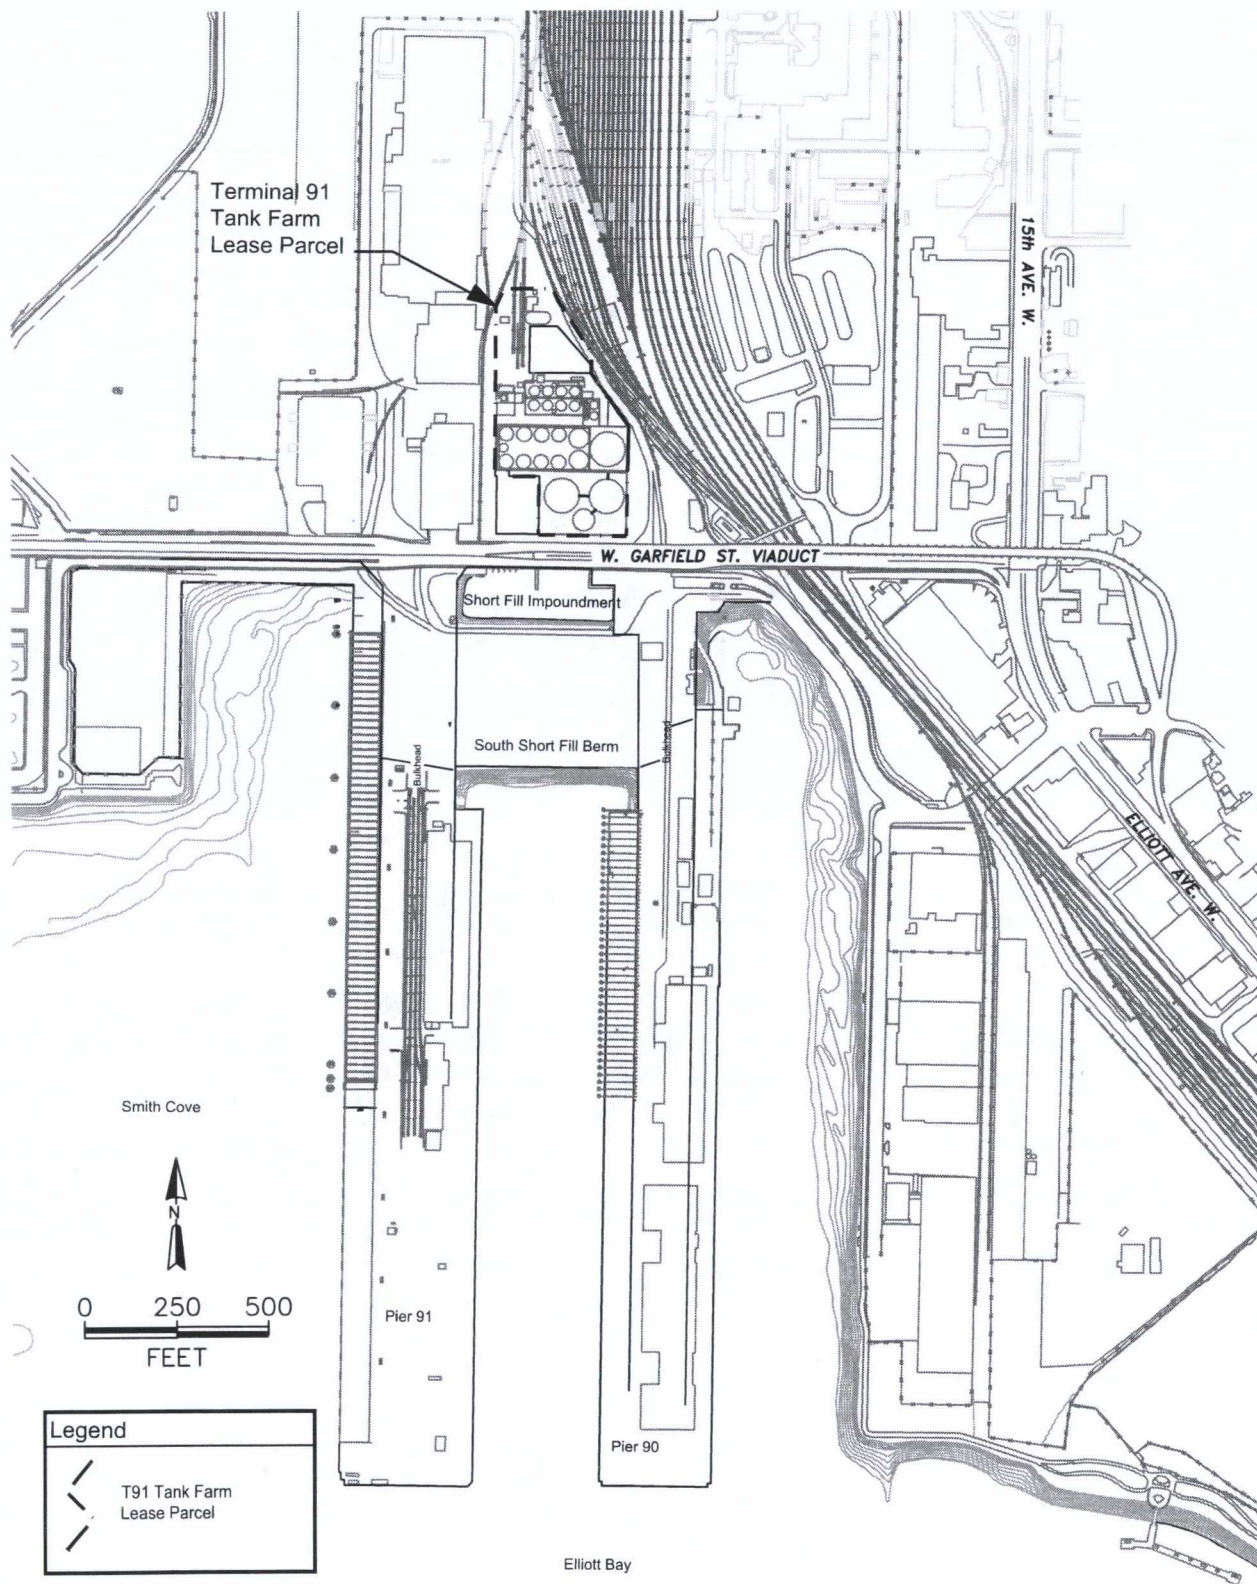 Terminal 91
Tank Farm
Lease Parcel
15th AVE. W.
W. GARFIELD ST. VIADUCT
Short Fill Impoundment
South Short Fill Berm
Bulkhead
Bulkhead
ELLIOTT AVE. W.
Smith Cove
N
0 250 500
FEET
Pier 91
Pier 90
Legend
T91 Tank Farm
Lease Parcel
Elliott Bay